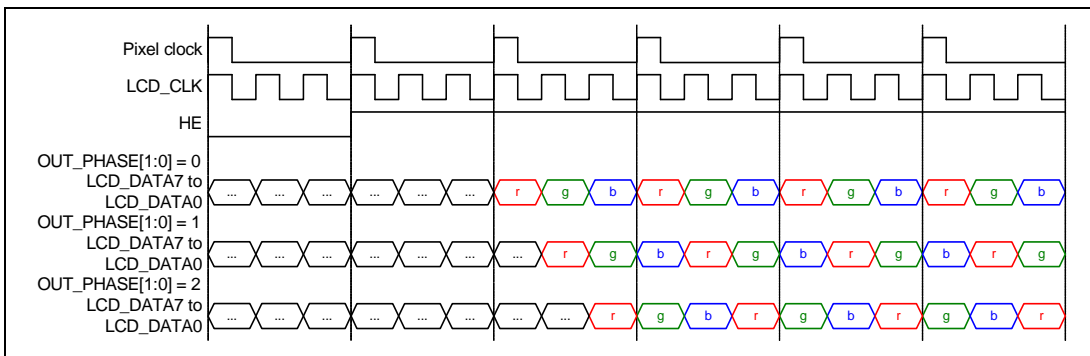 Pixel clock
LCD_CLK
HE
OUT_PHASE[1:0] = 0
LCD_DATA7 to
LCD_DATA0
... ... ... ... ... ... r g b r g b r g b r g b
OUT_PHASE[1:0] = 1
LCD_DATA7 to
LCD_DATA0
... ... ... ... ... ... ... r g b r g b r g b r g
OUT_PHASE[1:0] = 2
LCD_DATA7 to
LCD_DATA0
... ... ... ... ... ... ... ... r g b r g b r g b r